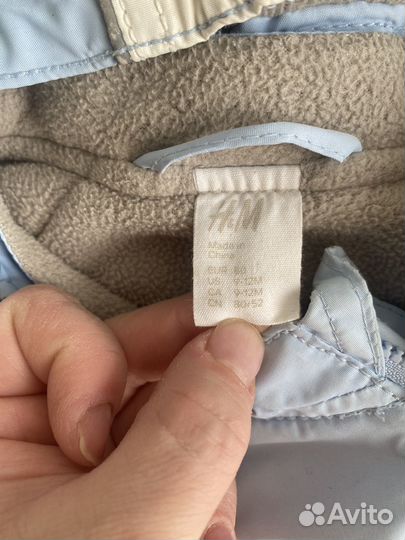 H&M
Made in
China
EUR 80
US 9-12M
CA 9-12M
CN 80/52
Avito